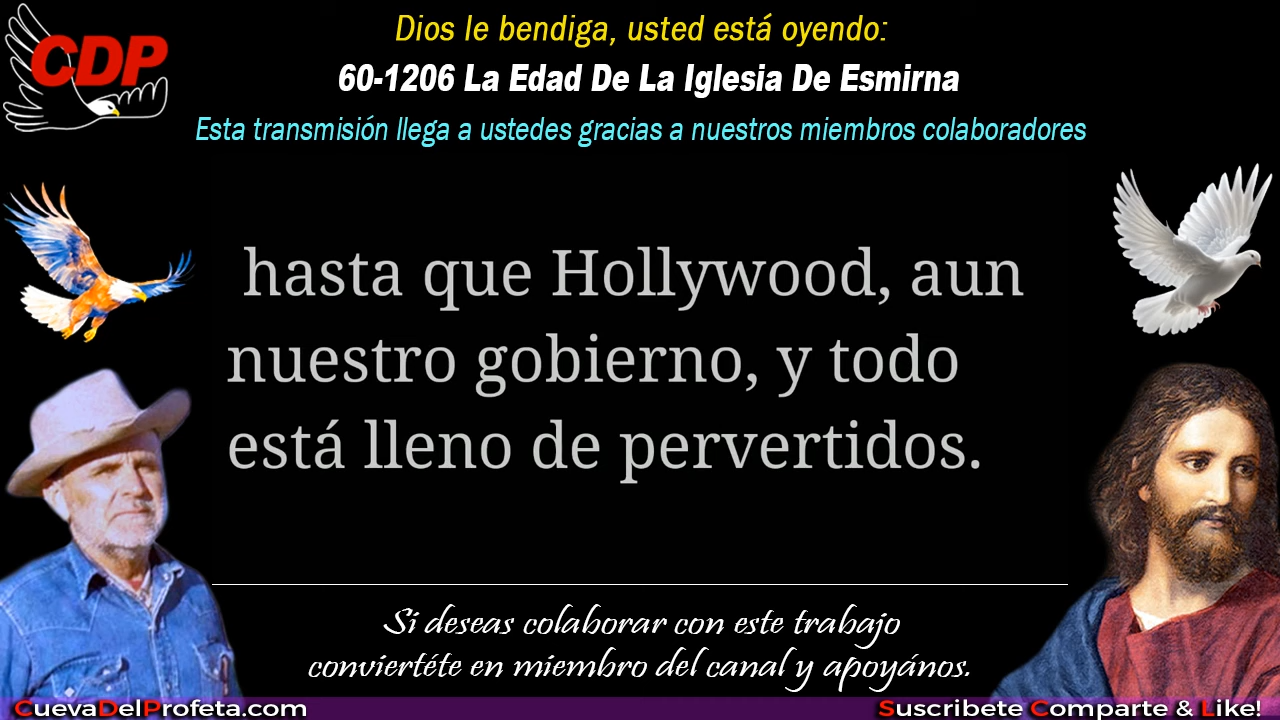 CDP
Dios le bendiga, usted está oyendo:
60-1206 La Edad De La Iglesia De Esmirna
Esta transmisión llega a ustedes gracias a nuestros miembros colaboradores
hasta que Hollywood, aun
nuestro gobierno, y todo
está lleno de pervertidos.
Si deseas colaborar con este trabajo
conviertéte en miembro del canal y apoyános.
CuevaDelProfeta.com
Suscribete Comparte & Like!